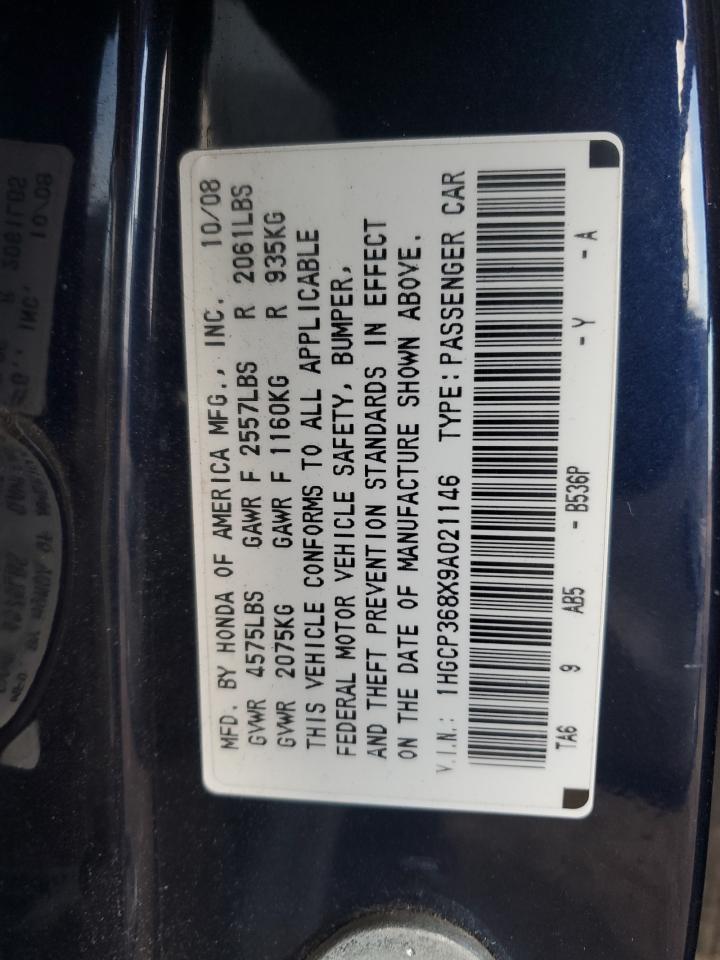 MFD. BY HONDA OF AMERICA MFG., INC. 10/08
GVWR 4575LBS GAWR F 2557LBS R 2061LBS
GVWR 2075KG GAWR F 1160KG R 935KG
THIS VEHICLE CONFORMS TO ALL APPLICABLE
FEDERAL MOTOR VEHICLE SAFETY, BUMPER,
AND THEFT PREVENTION STANDARDS IN EFFECT
ON THE DATE OF MANUFACTURE SHOWN ABOVE.
V.I.N.: 1HGCP368X9A021146 TYPE: PASSENGER CAR
TA6 9 AB5 - B536P - Y - A